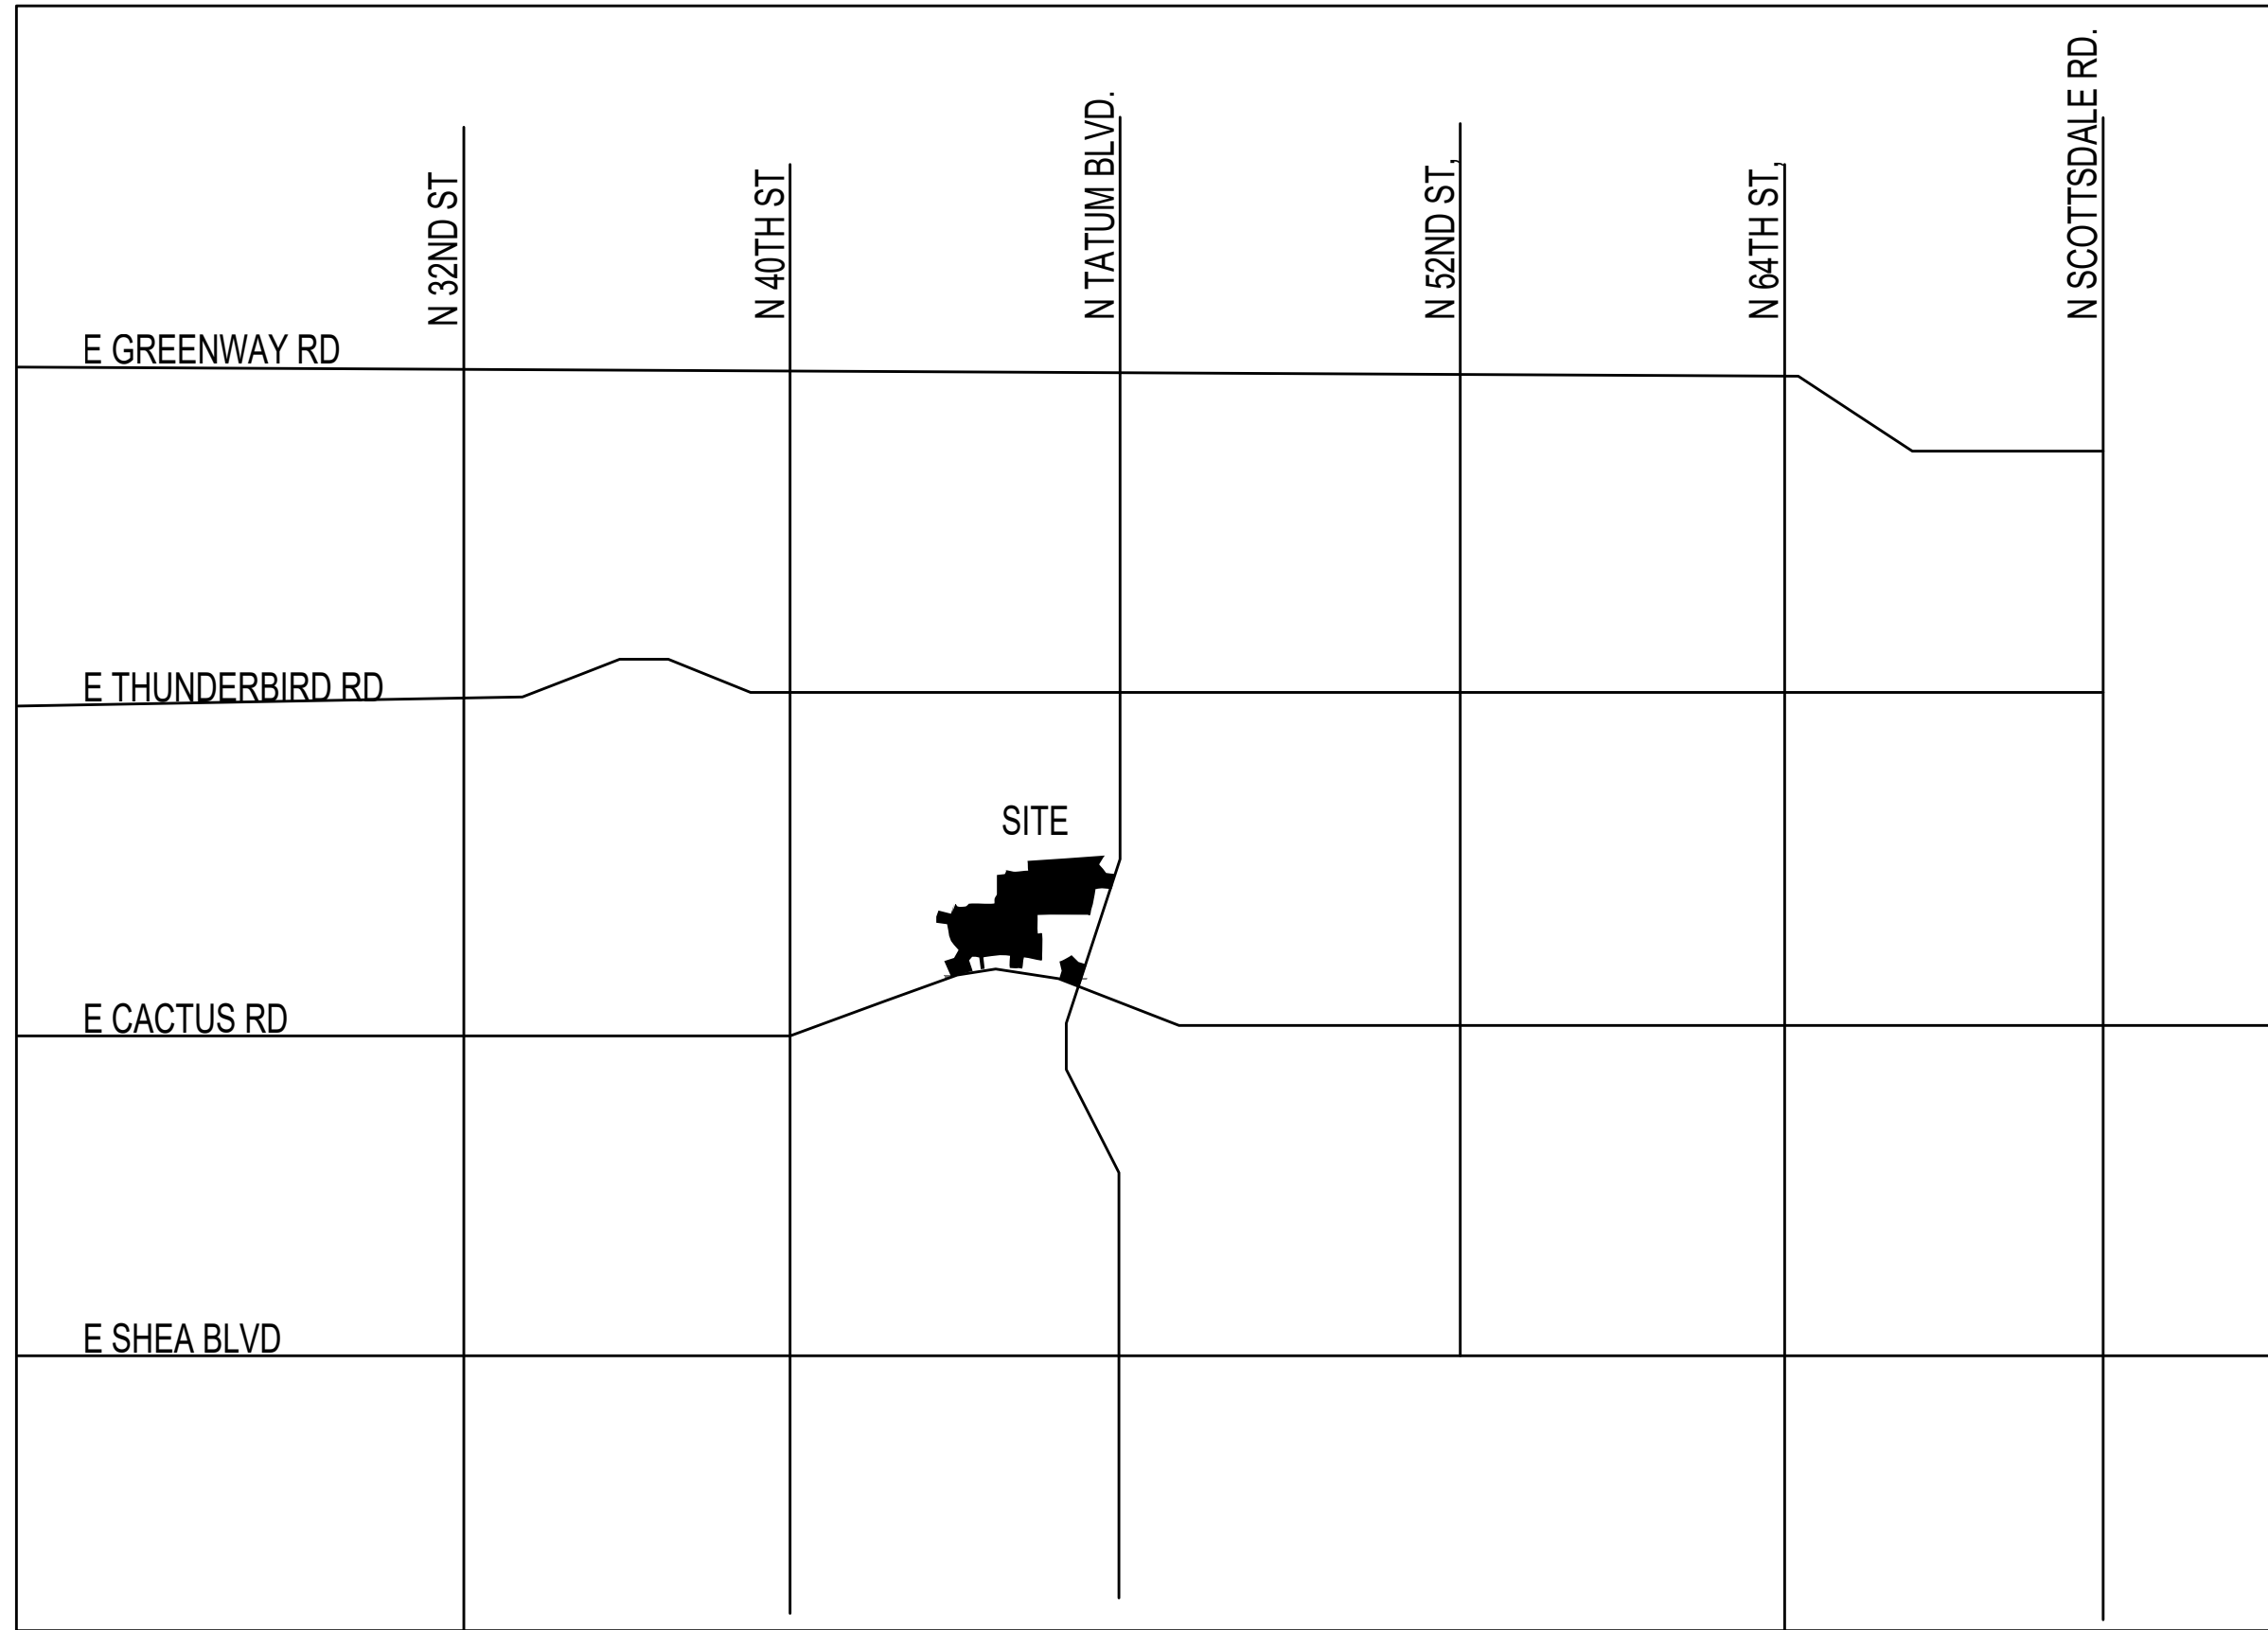 N 32ND ST
N 40TH ST
N TATUM BLVD.
N 52ND ST.
N 64TH ST.
N SCOTTSDALE RD.
E GREENWAY RD
E THUNDERBIRD RD
SITE
E CACTUS RD
E SHEA BLVD